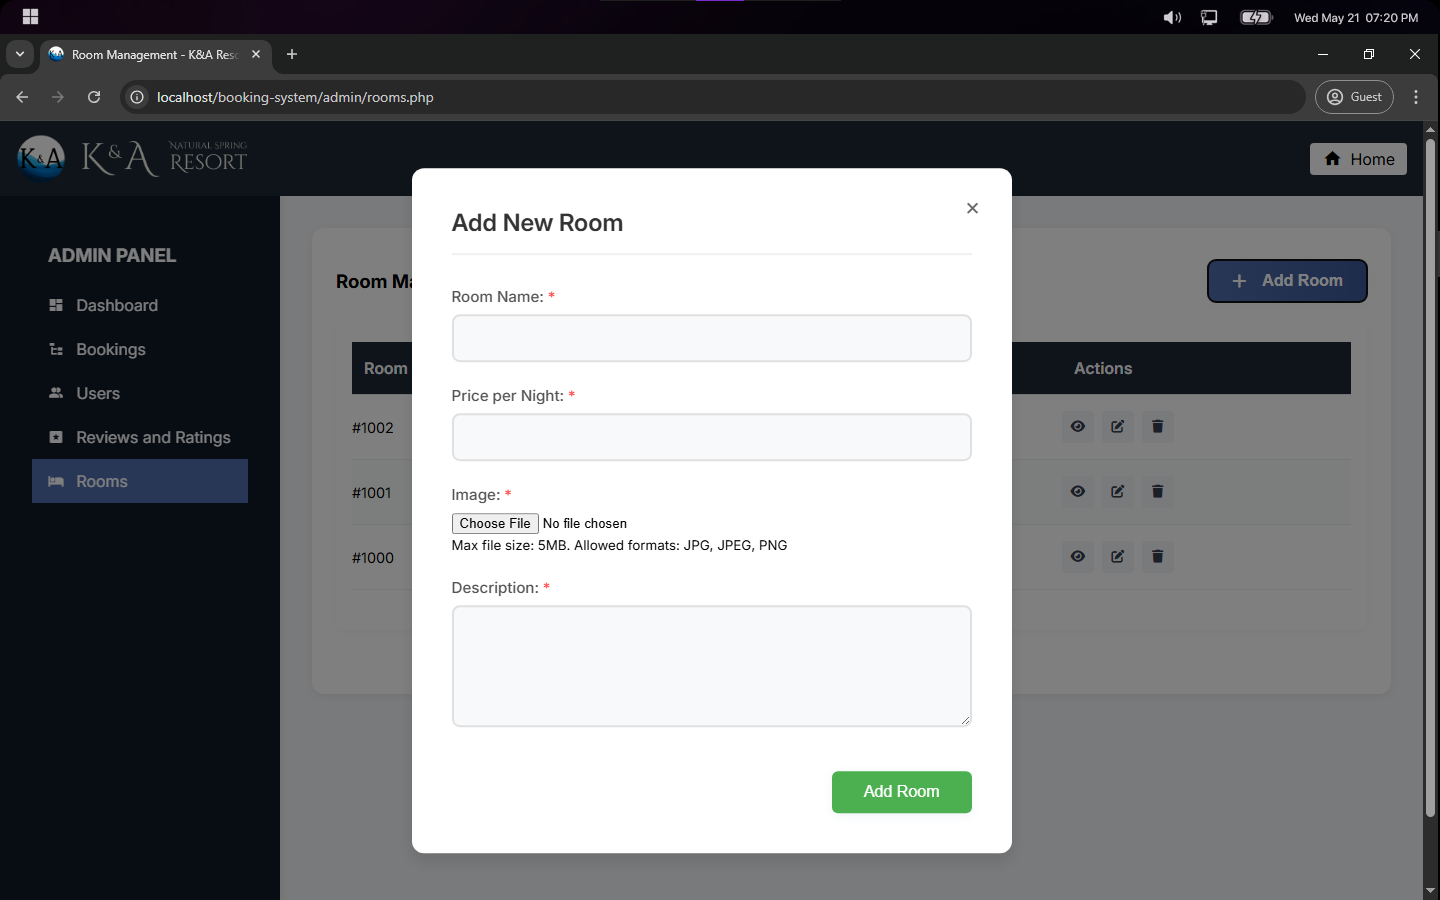 Wed May 21 07:20 PM
Room Management - K&A Res
localhost/booking-system/admin/rooms.php
Guest
K&A
K&A NATURAL SPRING
RESORT
Home
ADMIN PANEL
Dashboard
Bookings
Users
Reviews and Ratings
Rooms
Room Ma
Add Room
Room
Actions
#1002
#1001
#1000
Add New Room
Room Name: *
Price per Night: *
Image: *
Choose File No file chosen
Max file size: 5MB. Allowed formats: JPG, JPEG, PNG
Description: *
Add Room